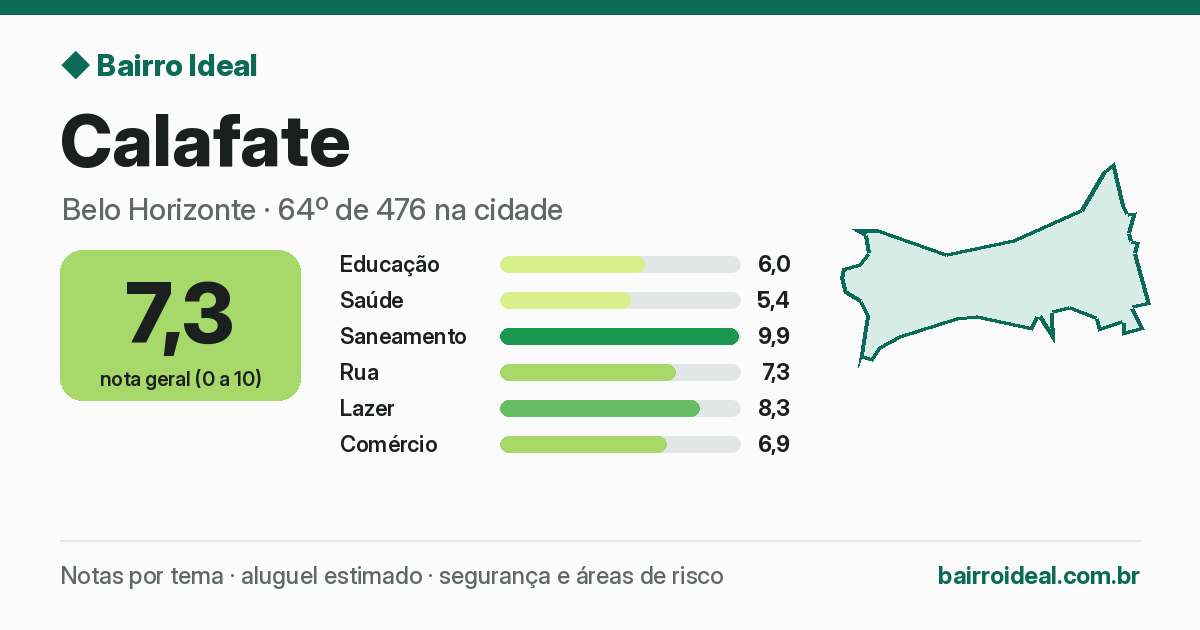 Bairro Ideal
Calafate
Belo Horizonte · 64º de 476 na cidade
7,3
nota geral (0 a 10)
Educação 6,0
Saúde 5,4
Saneamento 9,9
Rua 7,3
Lazer 8,3
Comércio 6,9
Notas por tema · aluguel estimado · segurança e áreas de risco
bairroideal.com.br